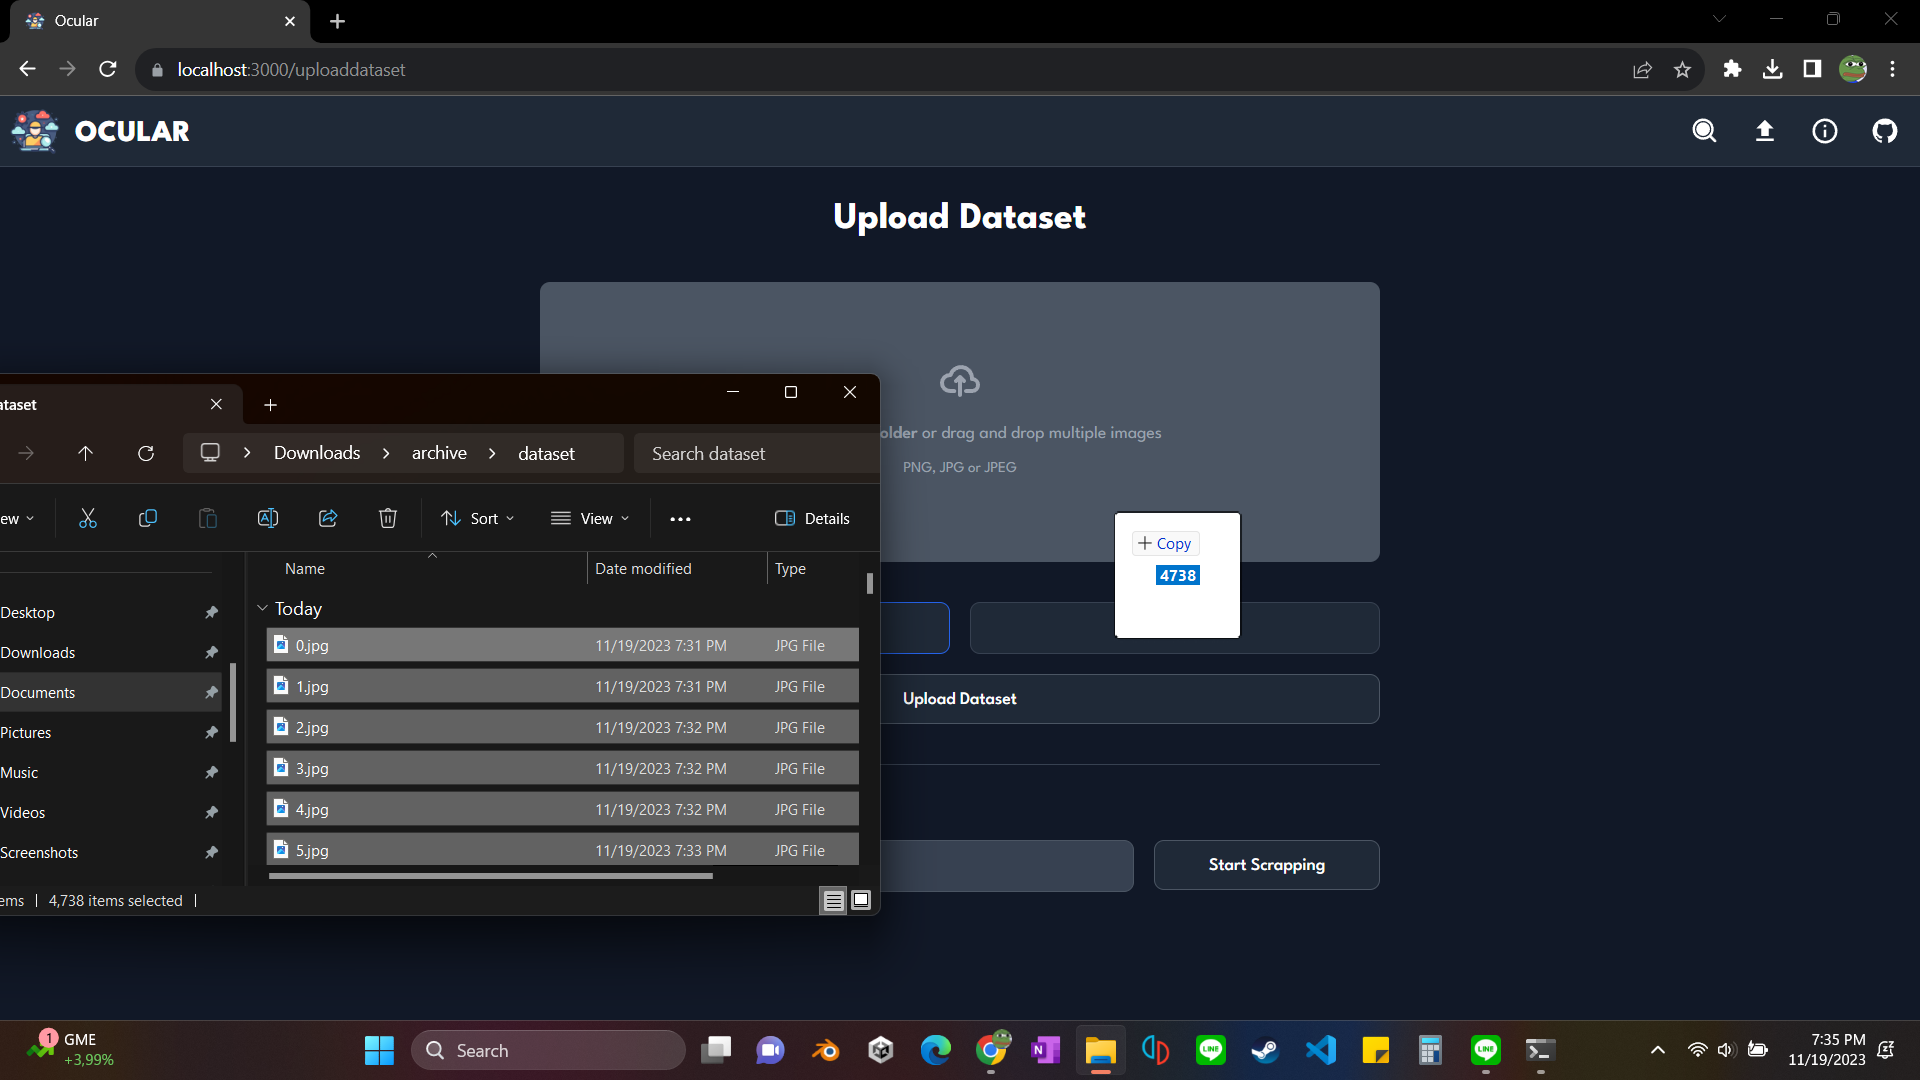 Ocular
localhost:3000/uploaddataset
OCULAR
Upload Dataset
older or drag and drop multiple images
PNG, JPG or JPEG
ataset
Downloads > archive > dataset
Search dataset
ew
Sort
View
Details
Name
Date modified
Type
Today
0.jpg 11/19/2023 7:31 PM JPG File
1.jpg 11/19/2023 7:31 PM JPG File
2.jpg 11/19/2023 7:32 PM JPG File
3.jpg 11/19/2023 7:32 PM JPG File
4.jpg 11/19/2023 7:32 PM JPG File
5.jpg 11/19/2023 7:33 PM JPG File
Desktop
Downloads
Documents
Pictures
Music
Videos
Screenshots
ems | 4,738 items selected |
+ Copy
4738
Upload Dataset
Start Scrapping
1
GME
+3,99%
Search
N
LINE
LINE
7:35 PM
11/19/2023